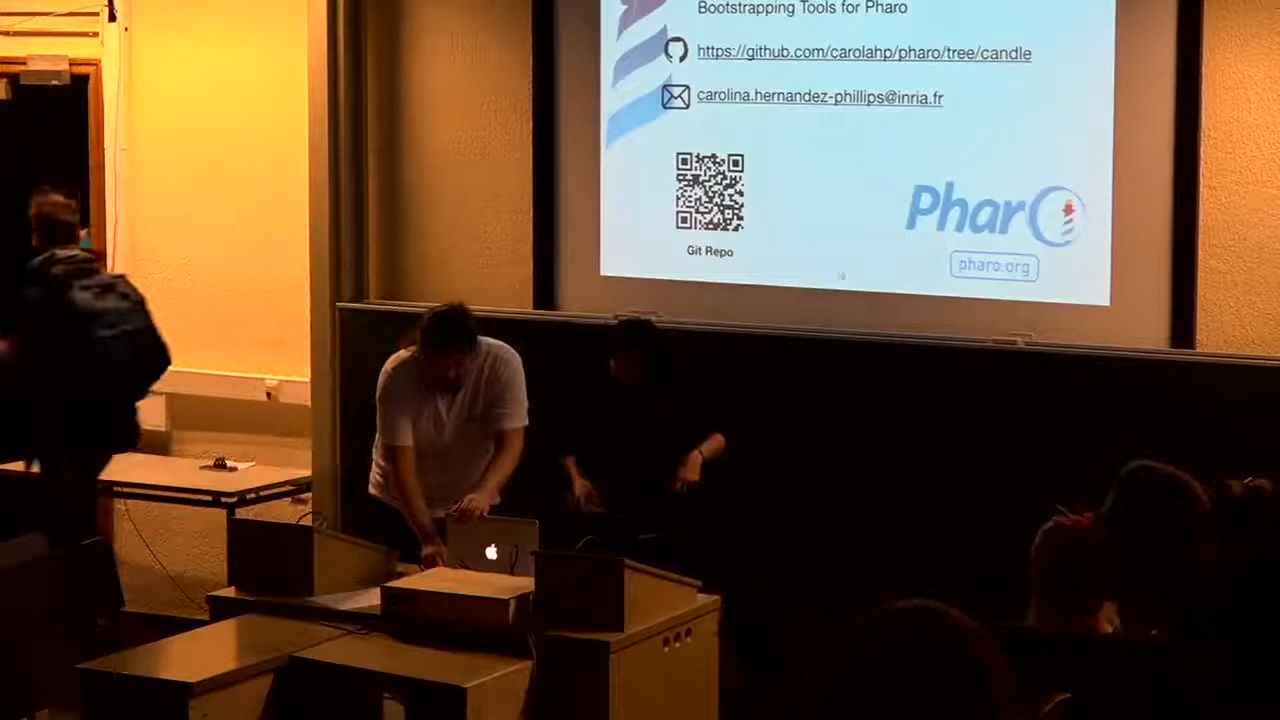 Bootstrapping Tools for Pharo
https://github.com/carolahp/pharo/tree/candle
carolina.hernandez-phillips@inria.fr
Git Repo
Pharo
pharo.org